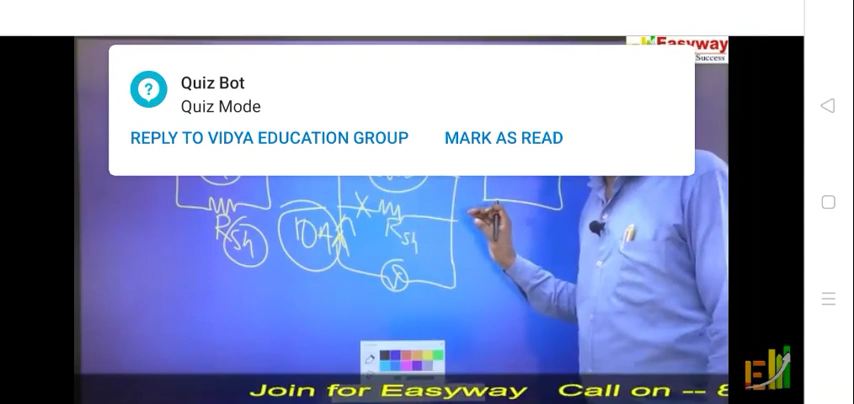 Easyway
Success
Quiz Bot
Quiz Mode
REPLY TO VIDYA EDUCATION GROUP MARK AS READ
Rsh
10A
Rsh
V
Join for Easyway Call on -- 8